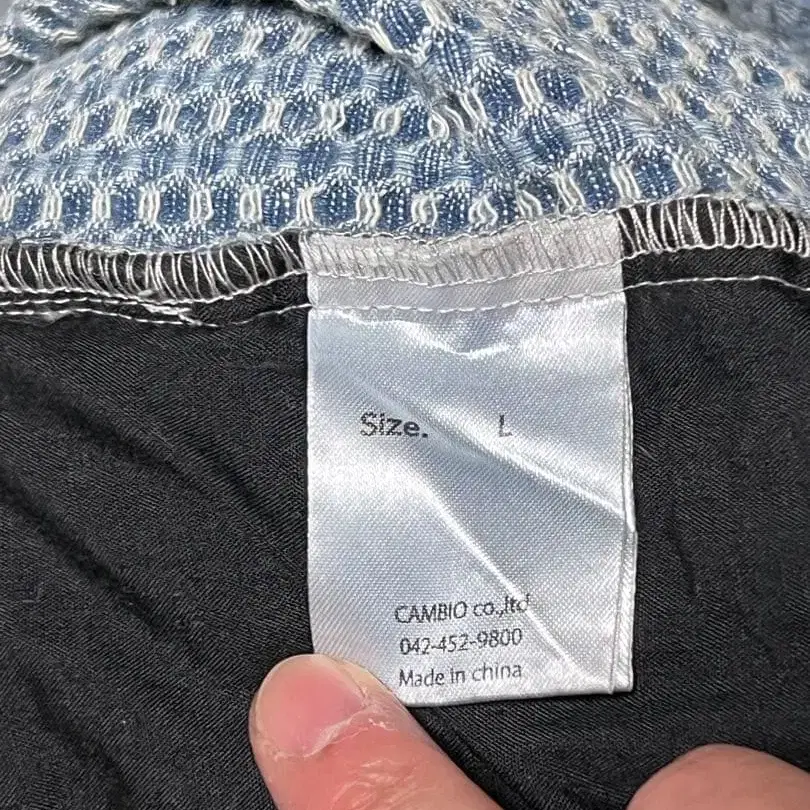 Size. L
CAMBIO co.,ltd
042-452-9800
Made in china